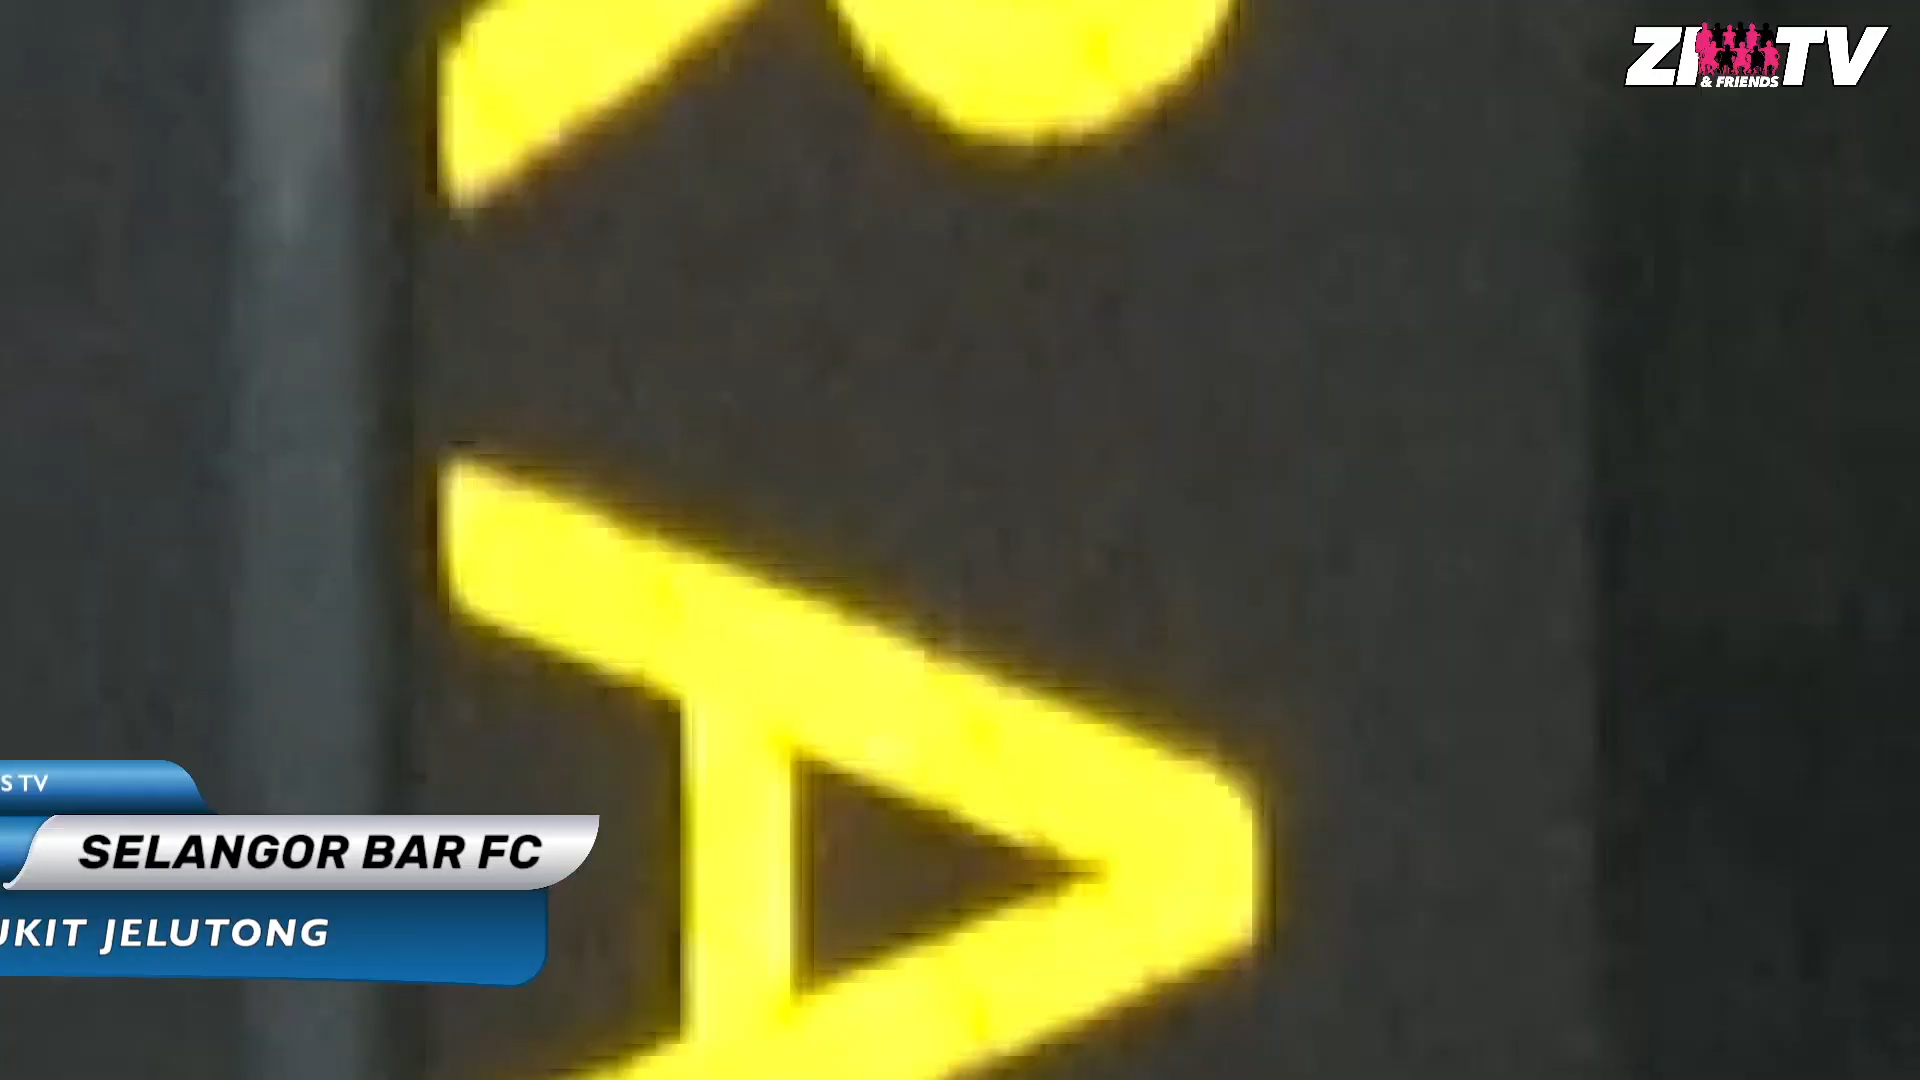 ZI TV
& FRIENDS
A
S TV
SELANGOR BAR FC
UKIT JELUTONG